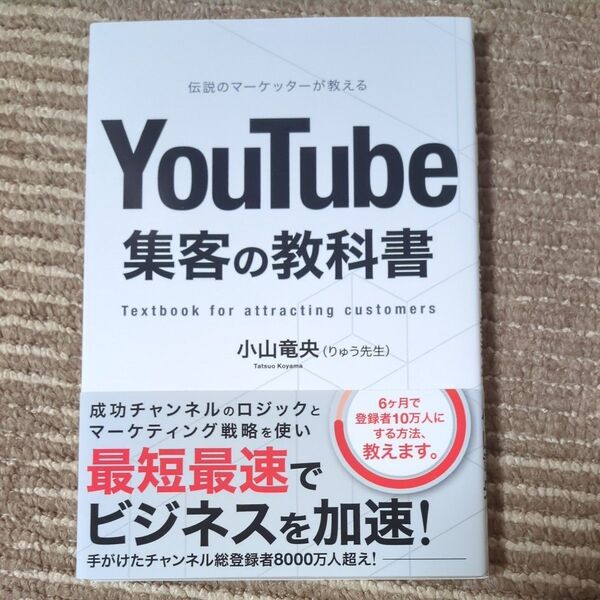 伝説のマーケッターが教える
YouTube
集客の教科書
Textbook for attracting customers
小山竜央(りゅう先生)
Tatsuo Koyama
成功チャンネルのロジックと
マーケティング戦略を使い
最短最速で
ビジネスを加速!
手がけたチャンネル総登録者8000万人超え!
6ヶ月で
登録者10万人に
する方法、
教えます。